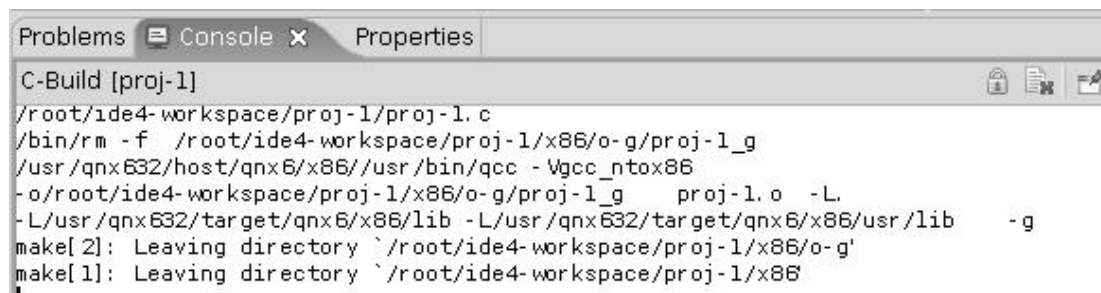 Problems Console Properties
C-Build [proj-1]
/root/ide4-workspace/proj-1/proj-1.c
/bin/rm -f /root/ide4-workspace/proj-1/x86/o-g/proj-1_g
/usr/qnx632/host/qnx6/x86//usr/bin/qcc -Vgcc_ntox86
-o/root/ide4-workspace/proj-1/x86/o-g/proj-1_g proj-1.o -L.
-L/usr/qnx632/target/qnx6/x86/lib -L/usr/qnx632/target/qnx6/x86/usr/lib -g
make[2]: Leaving directory `/root/ide4-workspace/proj-1/x86/o-g'
make[1]: Leaving directory `/root/ide4-workspace/proj-1/x86'